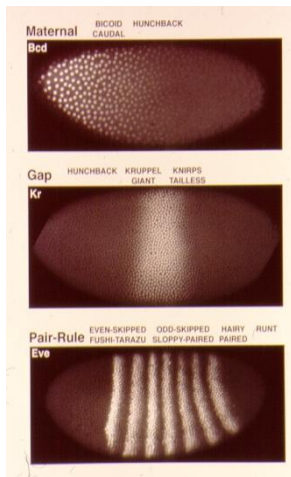 Maternal BICOID HUNCHBACK
CAUDAL
Bcd
Gap HUNCHBACK KRUPPEL KNIRPS
GIANT TAILLESS
Kr
Pair-Rule EVEN-SKIPPED ODD-SKIPPED HAIRY RUNT
FUSHI-TARAZU SLOPPY-PAIRED PAIRED
Eve